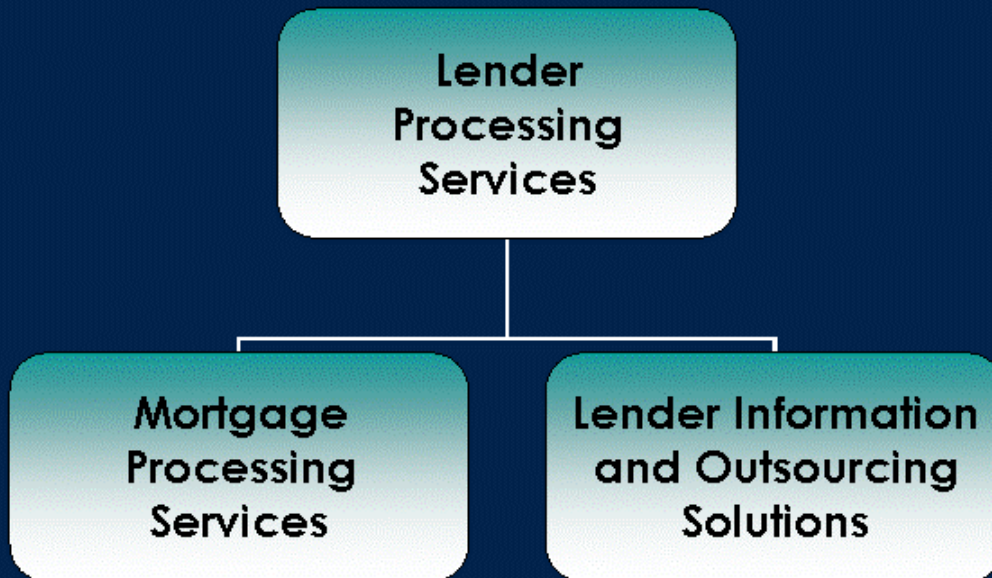 Lender
Processing
Services
Mortgage
Processing
Services
Lender Information
and Outsourcing
Solutions